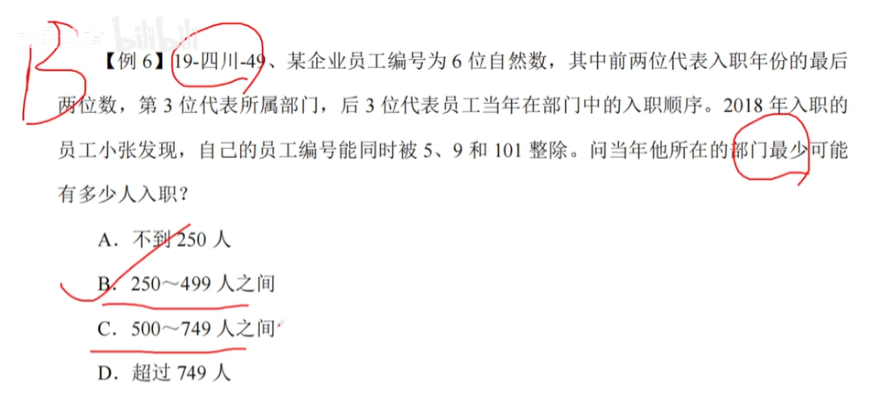 B
【例 6】19-四川-49、某企业员工编号为 6 位自然数，其中前两位代表入职年份的最后
两位数，第 3 位代表所属部门，后 3 位代表员工当年在部门中的入职顺序。2018 年入职的
员工小张发现，自己的员工编号能同时被 5、9 和 101 整除。问当年他所在的部门最少可能
有多少人入职？
A．不到 250 人
B．250～499 人之间
C．500～749 人之间
D．超过 749 人